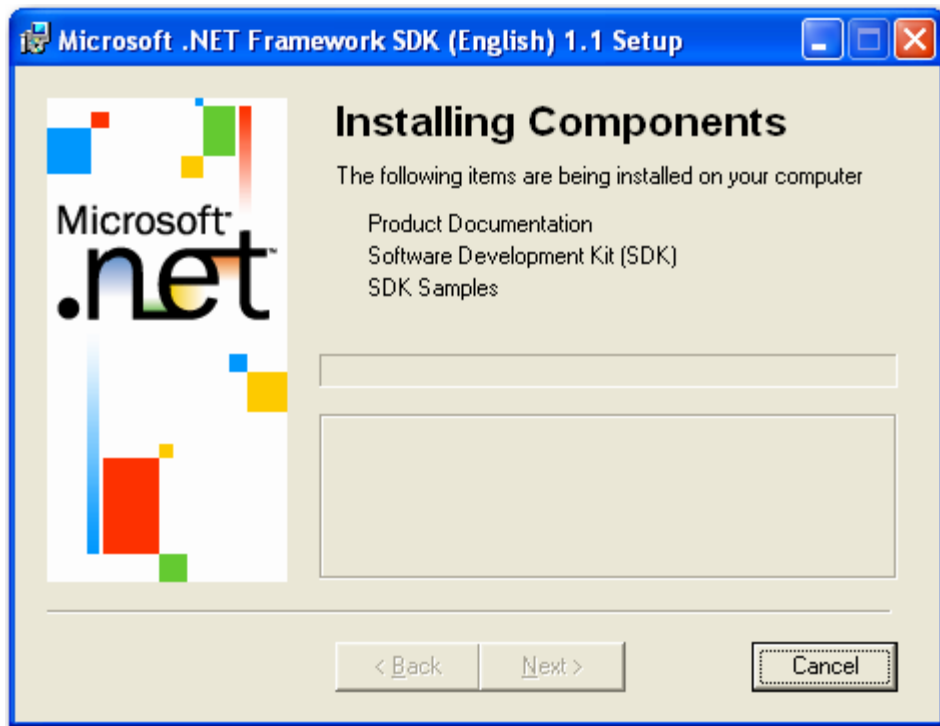 Microsoft .NET Framework SDK (English) 1.1 Setup
Installing Components
The following items are being installed on your computer
Product Documentation
Software Development Kit (SDK)
SDK Samples
Microsoft
.net™
< Back
Next >
Cancel